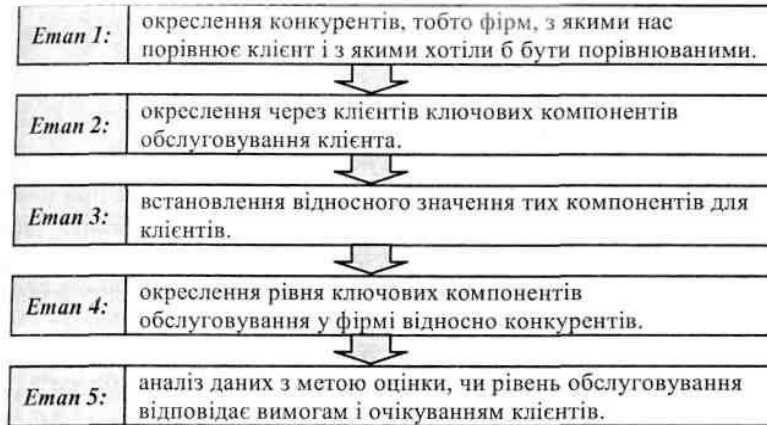 Етап 1: окреслення конкурентів, тобто фірм, з якими нас
порівнює клієнт і з якими хотіли б бути порівнюваними.
Етап 2: окреслення через клієнтів ключових компонентів
обслуговування клієнта.
Етап 3: встановлення відносного значення тих компонентів для
клієнтів.
Етап 4: окреслення рівня ключових компонентів
обслуговування у фірмі відносно конкурентів.
Етап 5: аналіз даних з метою оцінки, чи рівень обслуговування
відповідає вимогам і очікуванням клієнтів.